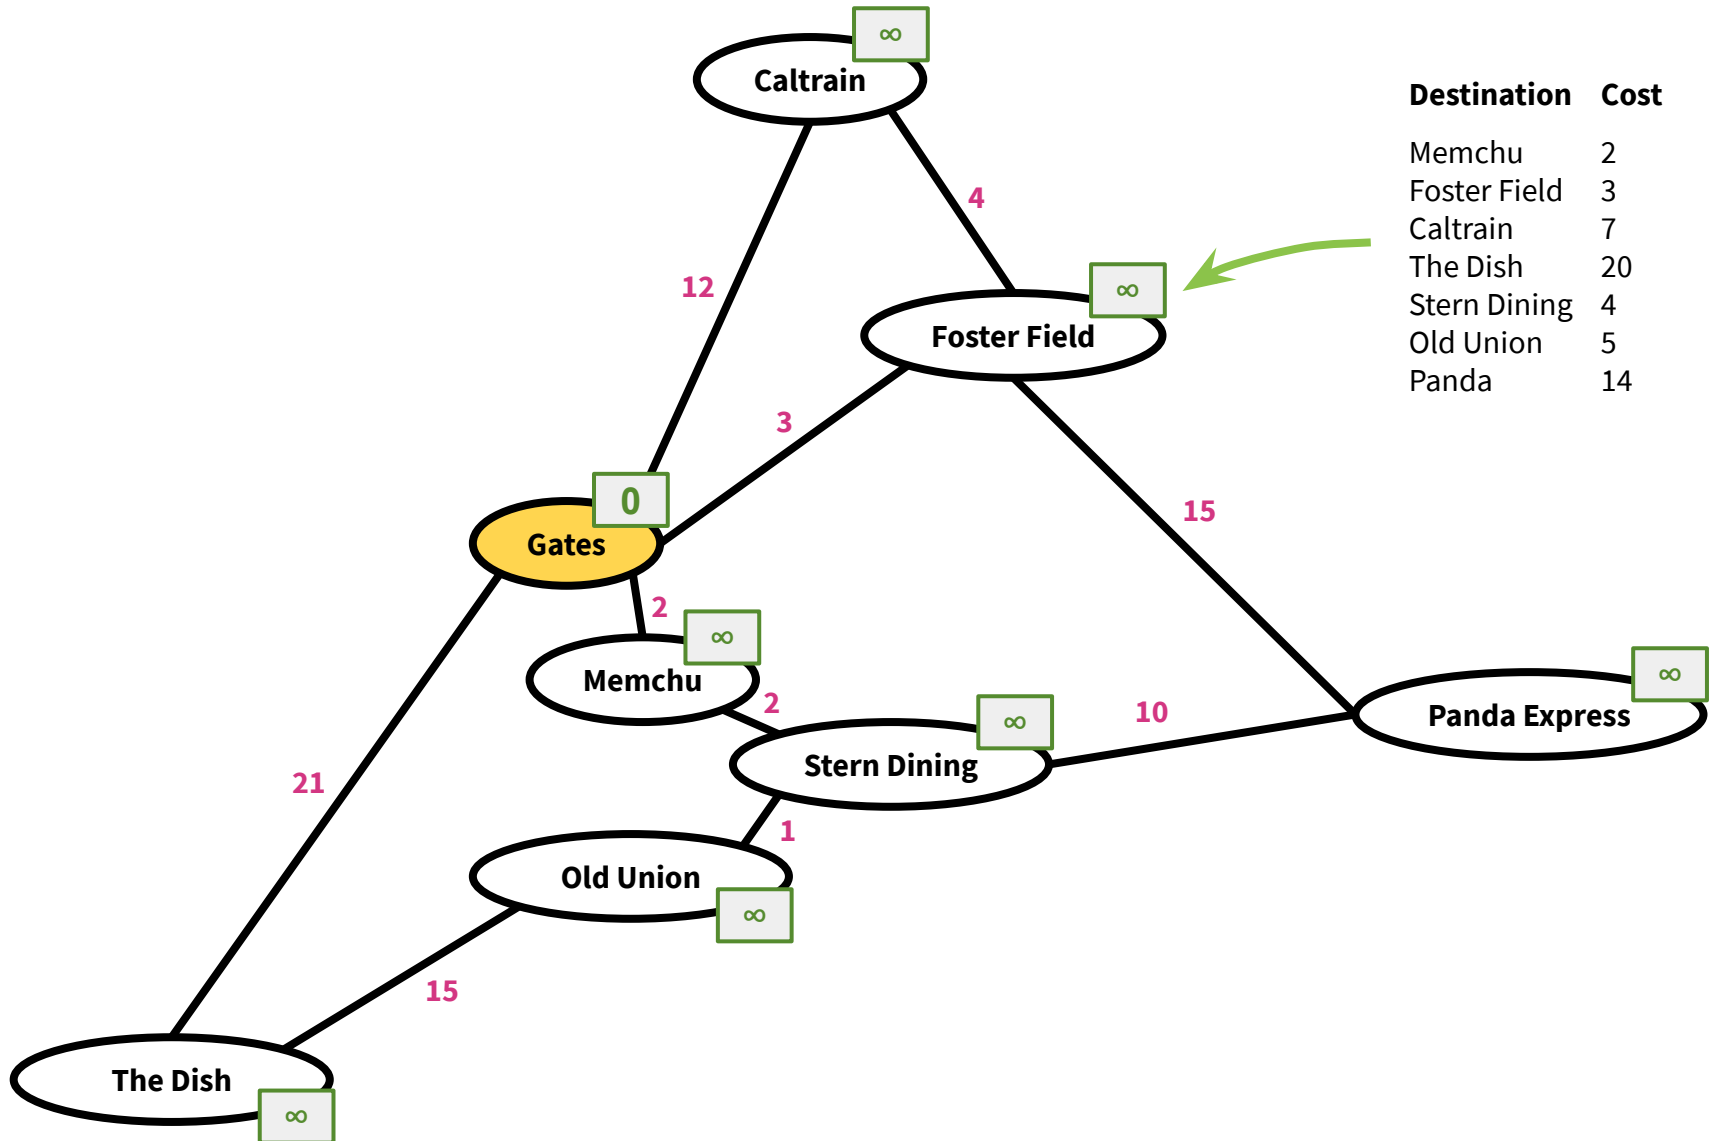 ∞
Caltrain
Destination Cost
Memchu 2
Foster Field 3
Caltrain 7
The Dish 20
Stern Dining 4
Old Union 5
Panda 14
4
12
∞
Foster Field
3
0
Gates
15
2
∞
Memchu
2
∞
Stern Dining
10
∞
Panda Express
21
1
Old Union
∞
15
The Dish
∞